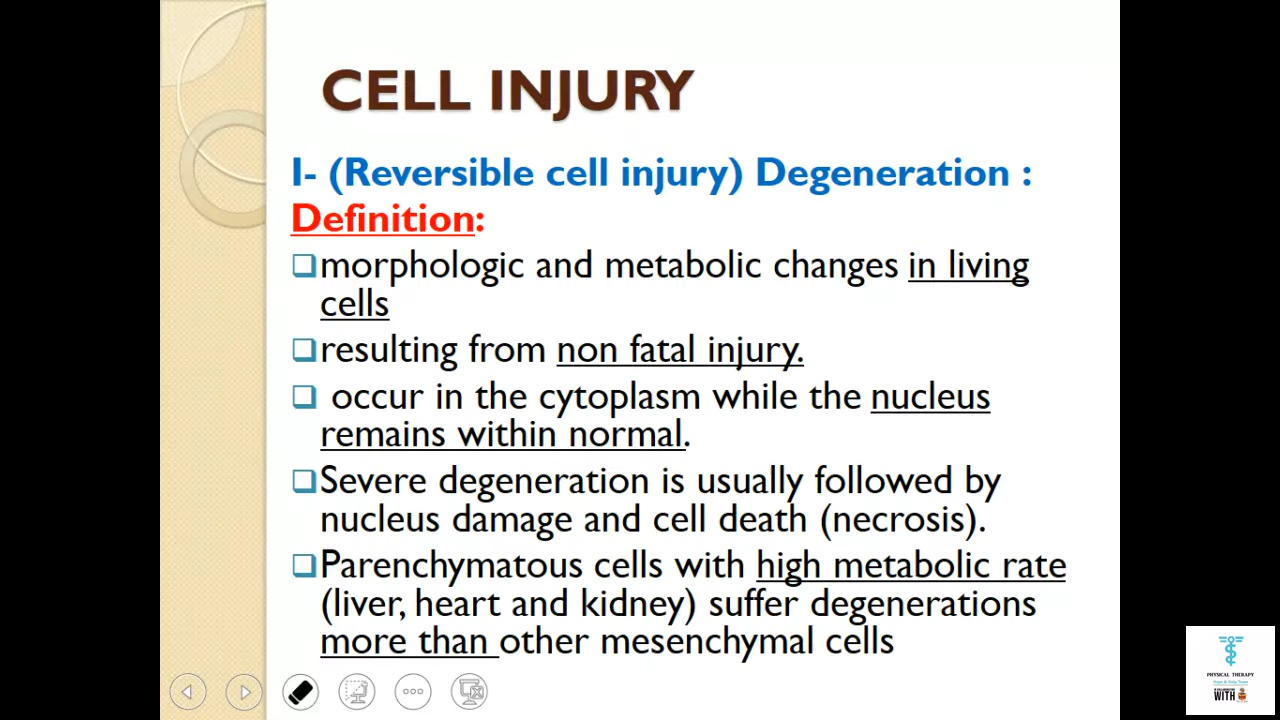 CELL INJURY
I- (Reversible cell injury) Degeneration :
Definition:
morphologic and metabolic changes in living
cells
resulting from non fatal injury.
occur in the cytoplasm while the nucleus
remains within normal.
Severe degeneration is usually followed by
nucleus damage and cell death (necrosis).
Parenchymatous cells with high metabolic rate
(liver, heart and kidney) suffer degenerations
more than other mesenchymal cells
PHYSICAL THERAPY
WITH